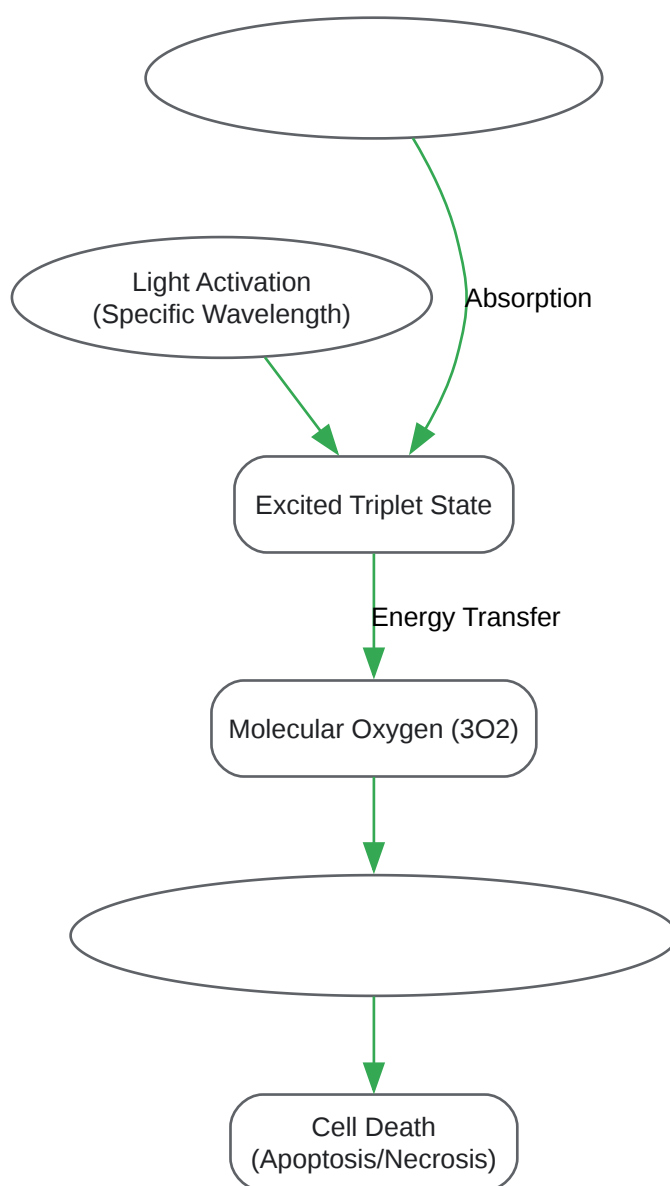 Light Activation
(Specific Wavelength)
Absorption
Excited Triplet State
Energy Transfer
Molecular Oxygen (3O2)
Cell Death
(Apoptosis/Necrosis)